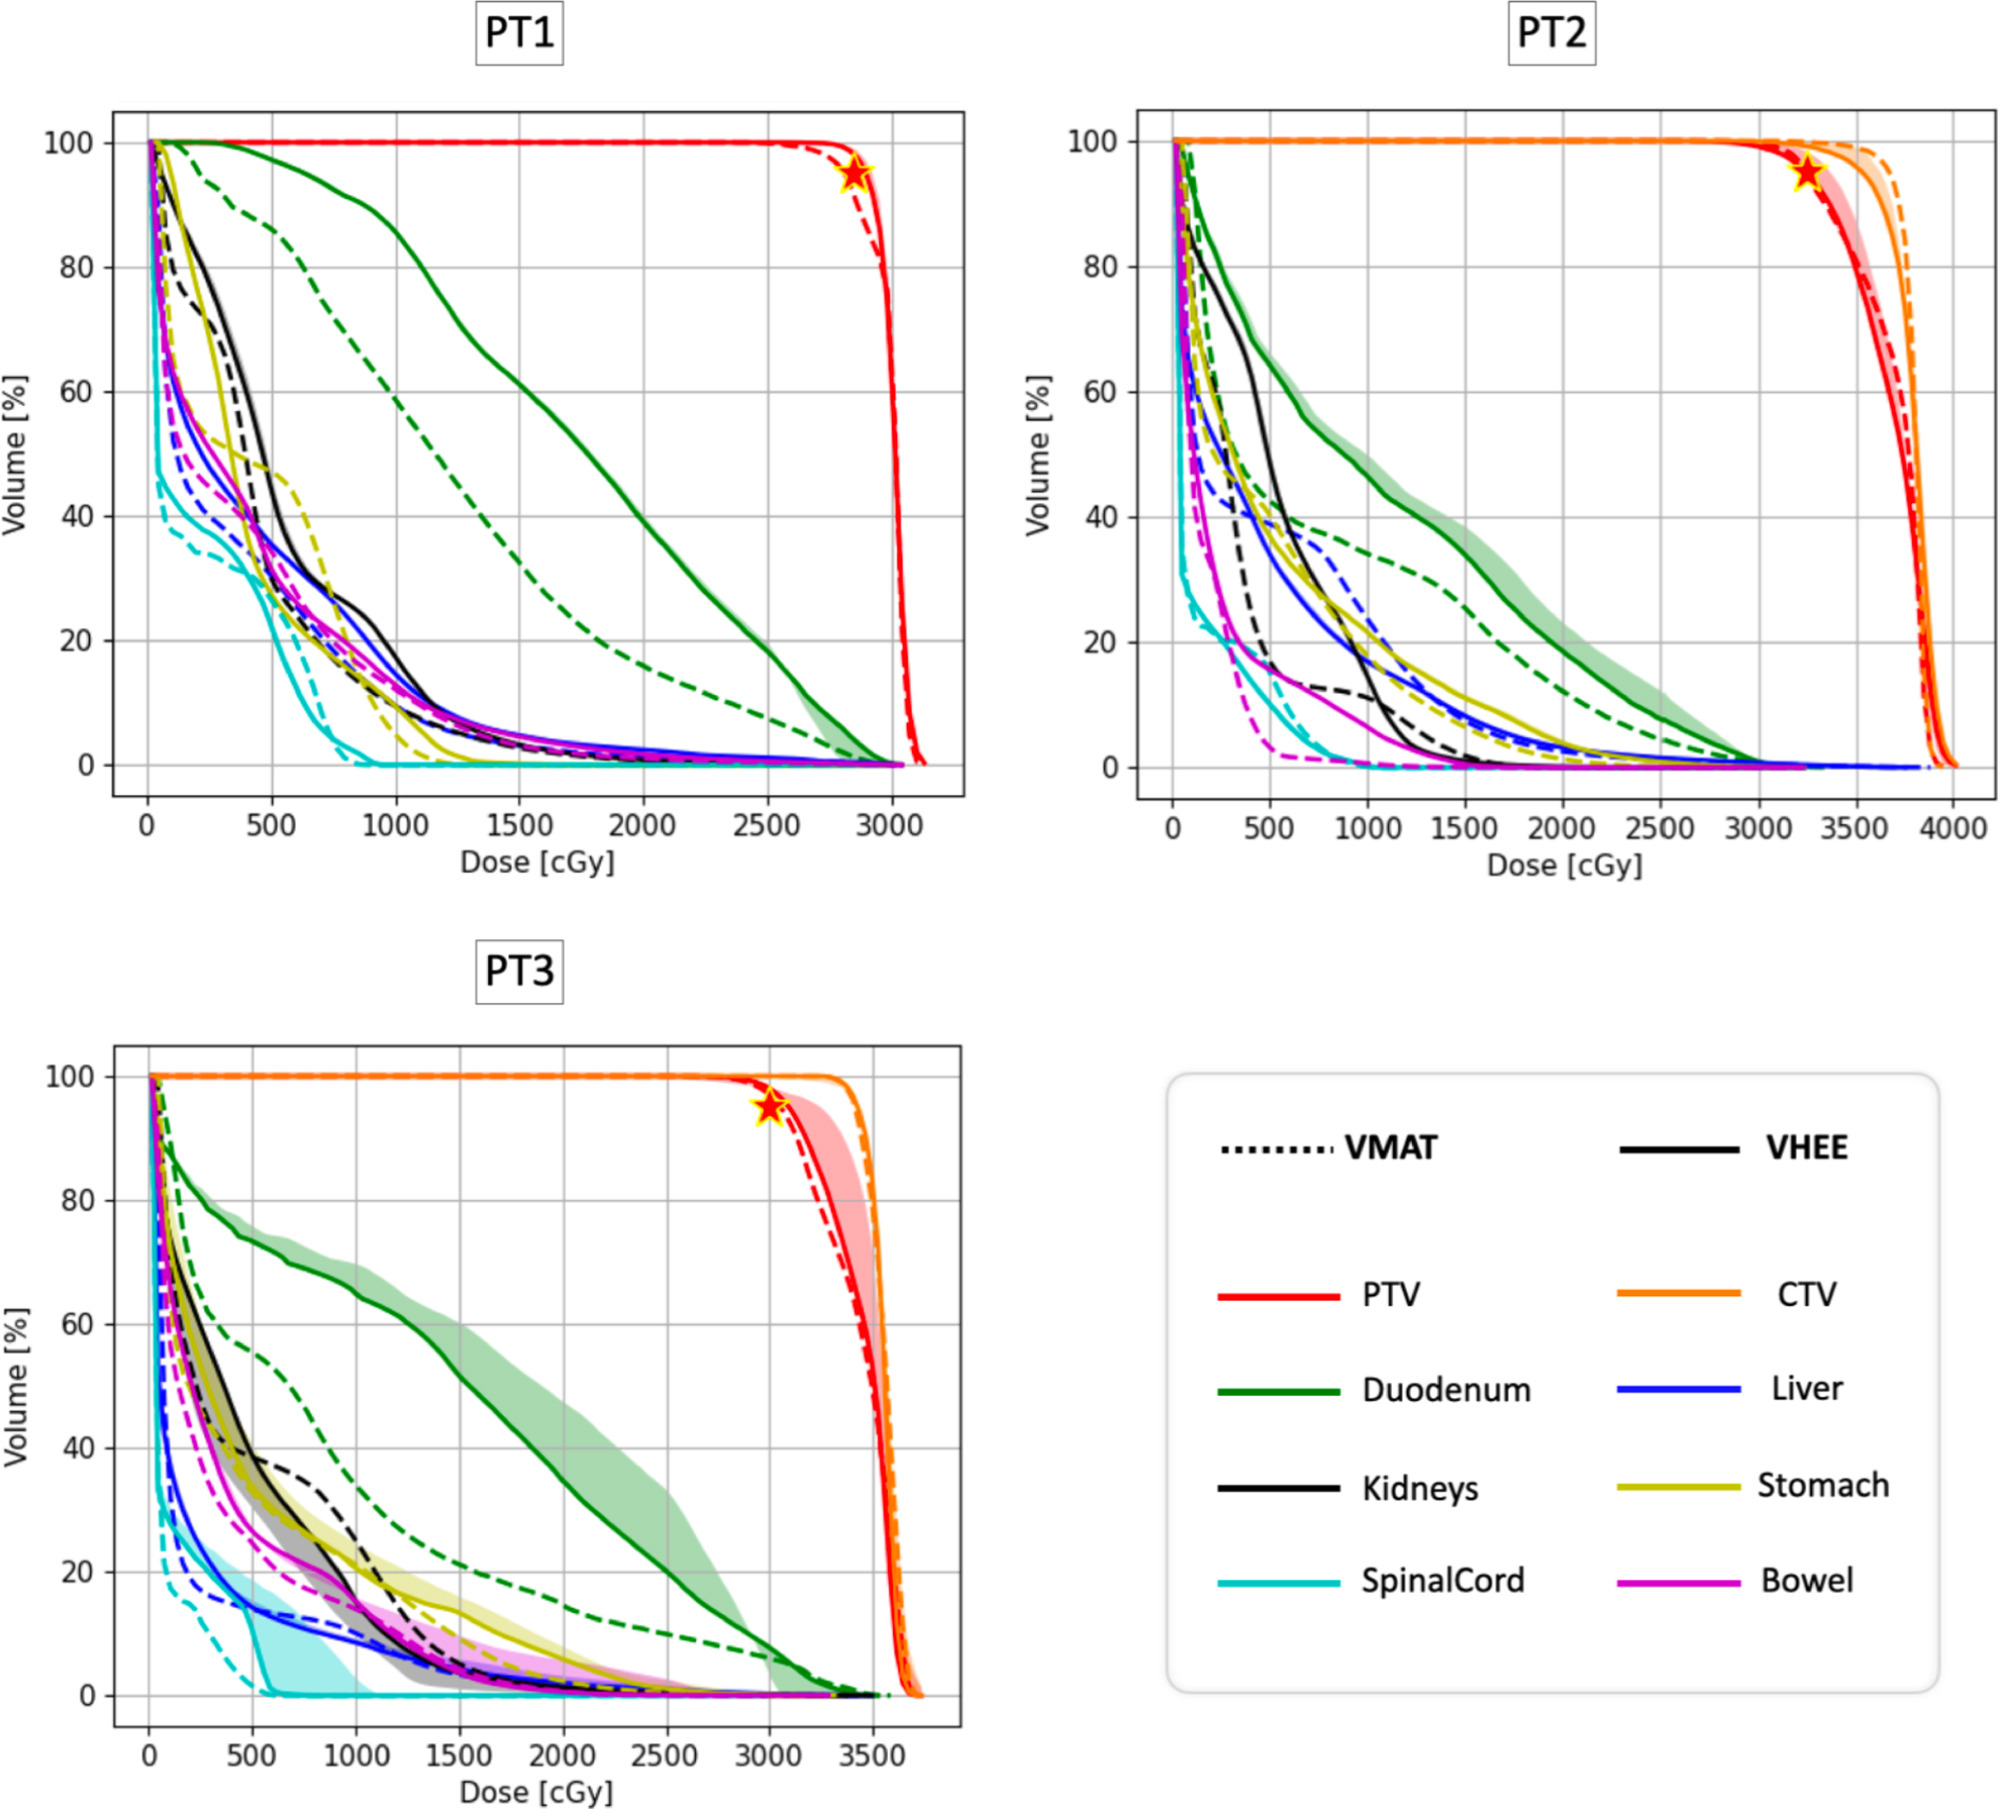 PT1
100
80
60
40
20
0
Volume [%]
0 500 1000 1500 2000 2500 3000
Dose [cGy]
PT2
100
80
60
40
20
0
Volume [%]
0 500 1000 1500 2000 2500 3000 3500 4000
Dose [cGy]
PT3
100
80
60
40
20
0
Volume [%]
0 500 1000 1500 2000 2500 3000 3500
Dose [cGy]
VMAT VHEE
PTV CTV
Duodenum Liver
Kidneys Stomach
SpinalCord Bowel